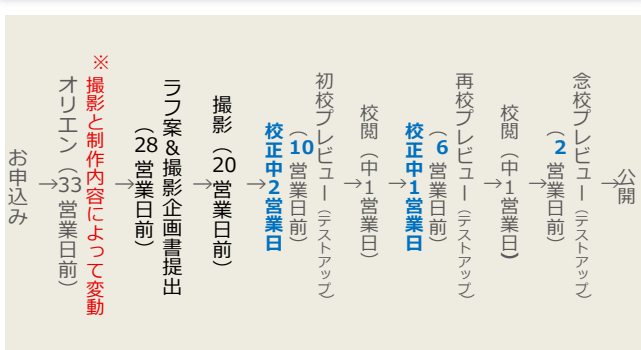 お申込み
→
オリエン（33営業日前）
※撮影と制作内容によって変動
→
ラフ案&撮影企画書提出
（28営業日前）
→
撮影（20営業日前）
→
初校プレビュー（テストアップ）
（10営業日前）
校正中2営業日
→
校閲（中1営業日）
→
再校プレビュー（テストアップ）
（6営業日前）
校正中1営業日
→
校閲（中1営業日）
→
念校プレビュー（テストアップ）
（2営業日前）
→
公開